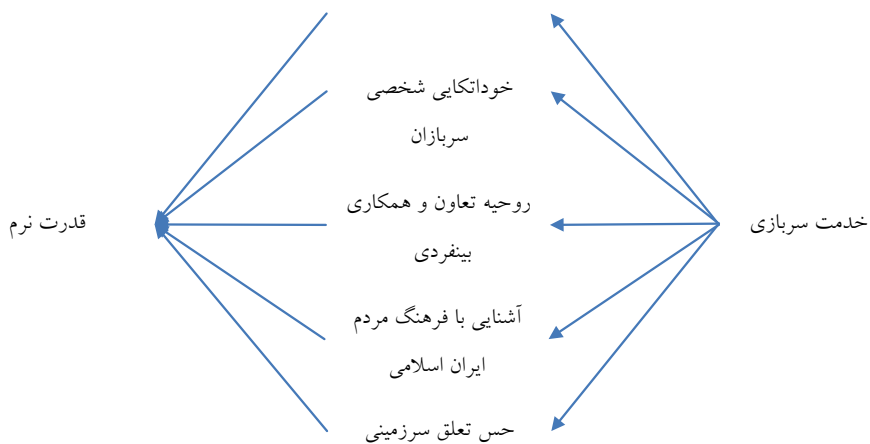 خوداتکایی شخصی
سربازان
روحیه تعاون و همکاری
بینفردی
خدمت سربازی
قدرت نرم
آشنایی با فرهنگ مردم
ایران اسلامی
حس تعلق سرزمینی